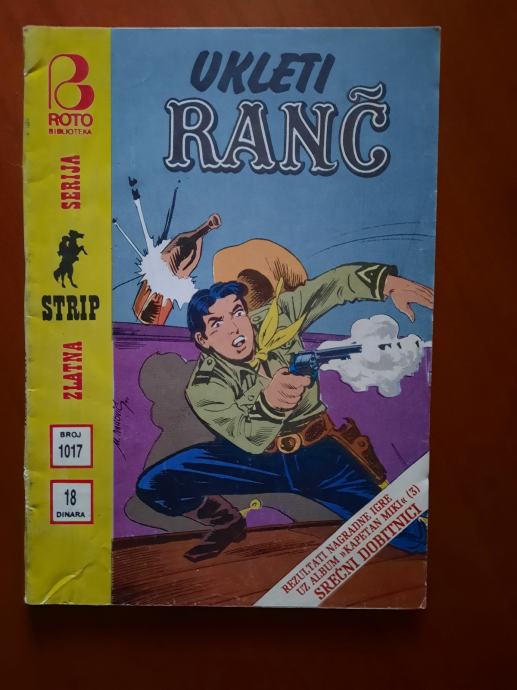 ROTO
BIBLIOTEKA
ZLATNA STRIP SERIJA
BROJ
1017
18
DINARA
UKLETI
RANČ
REZULTATI NAGRADNE IGRE
UZ ALBUM »KAPETAN MIKI« (3)
SREĆNI DOBITNICI